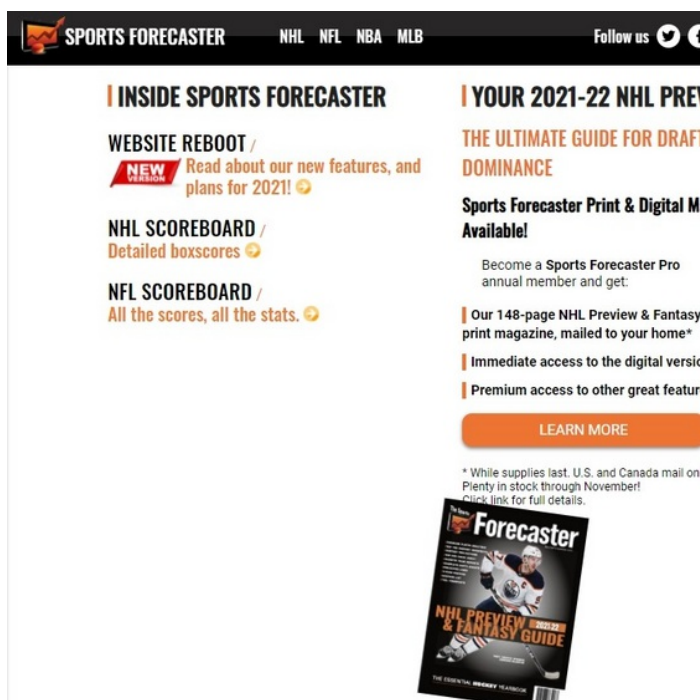 SPORTS FORECASTER
NHL NFL NBA MLB
Follow us
INSIDE SPORTS FORECASTER
WEBSITE REBOOT /
NEW
VERSION
Read about our new features, and
plans for 2021!
NHL SCOREBOARD /
Detailed boxscores
NFL SCOREBOARD /
All the scores, all the stats.
YOUR 2021-22 NHL PREV
THE ULTIMATE GUIDE FOR DRAFT
DOMINANCE
Sports Forecaster Print & Digital M
Available!
Become a Sports Forecaster Pro
annual member and get:
Our 148-page NHL Preview & Fantasy
print magazine, mailed to your home*
Immediate access to the digital versio
Premium access to other great featur
LEARN MORE
* While supplies last. U.S. and Canada mail on
Plenty in stock through November!
Click link for full details.
The Sports
Forecaster
NHL PREVIEW 2021-22
& FANTASY GUIDE
THE ESSENTIAL HOCKEY YEARBOOK